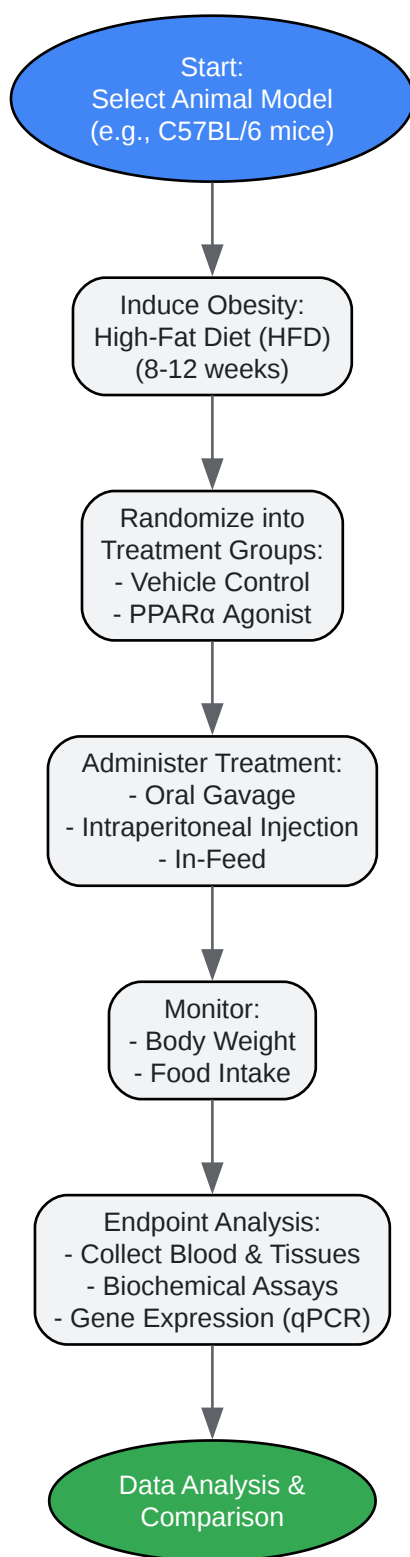 Start:
Select Animal Model
(e.g., C57BL/6 mice)
Induce Obesity:
High-Fat Diet (HFD)
(8-12 weeks)
Randomize into
Treatment Groups:
- Vehicle Control
- PPARα Agonist
Administer Treatment:
- Oral Gavage
- Intraperitoneal Injection
- In-Feed
Monitor:
- Body Weight
- Food Intake
Endpoint Analysis:
- Collect Blood & Tissues
- Biochemical Assays
- Gene Expression (qPCR)
Data Analysis &
Comparison